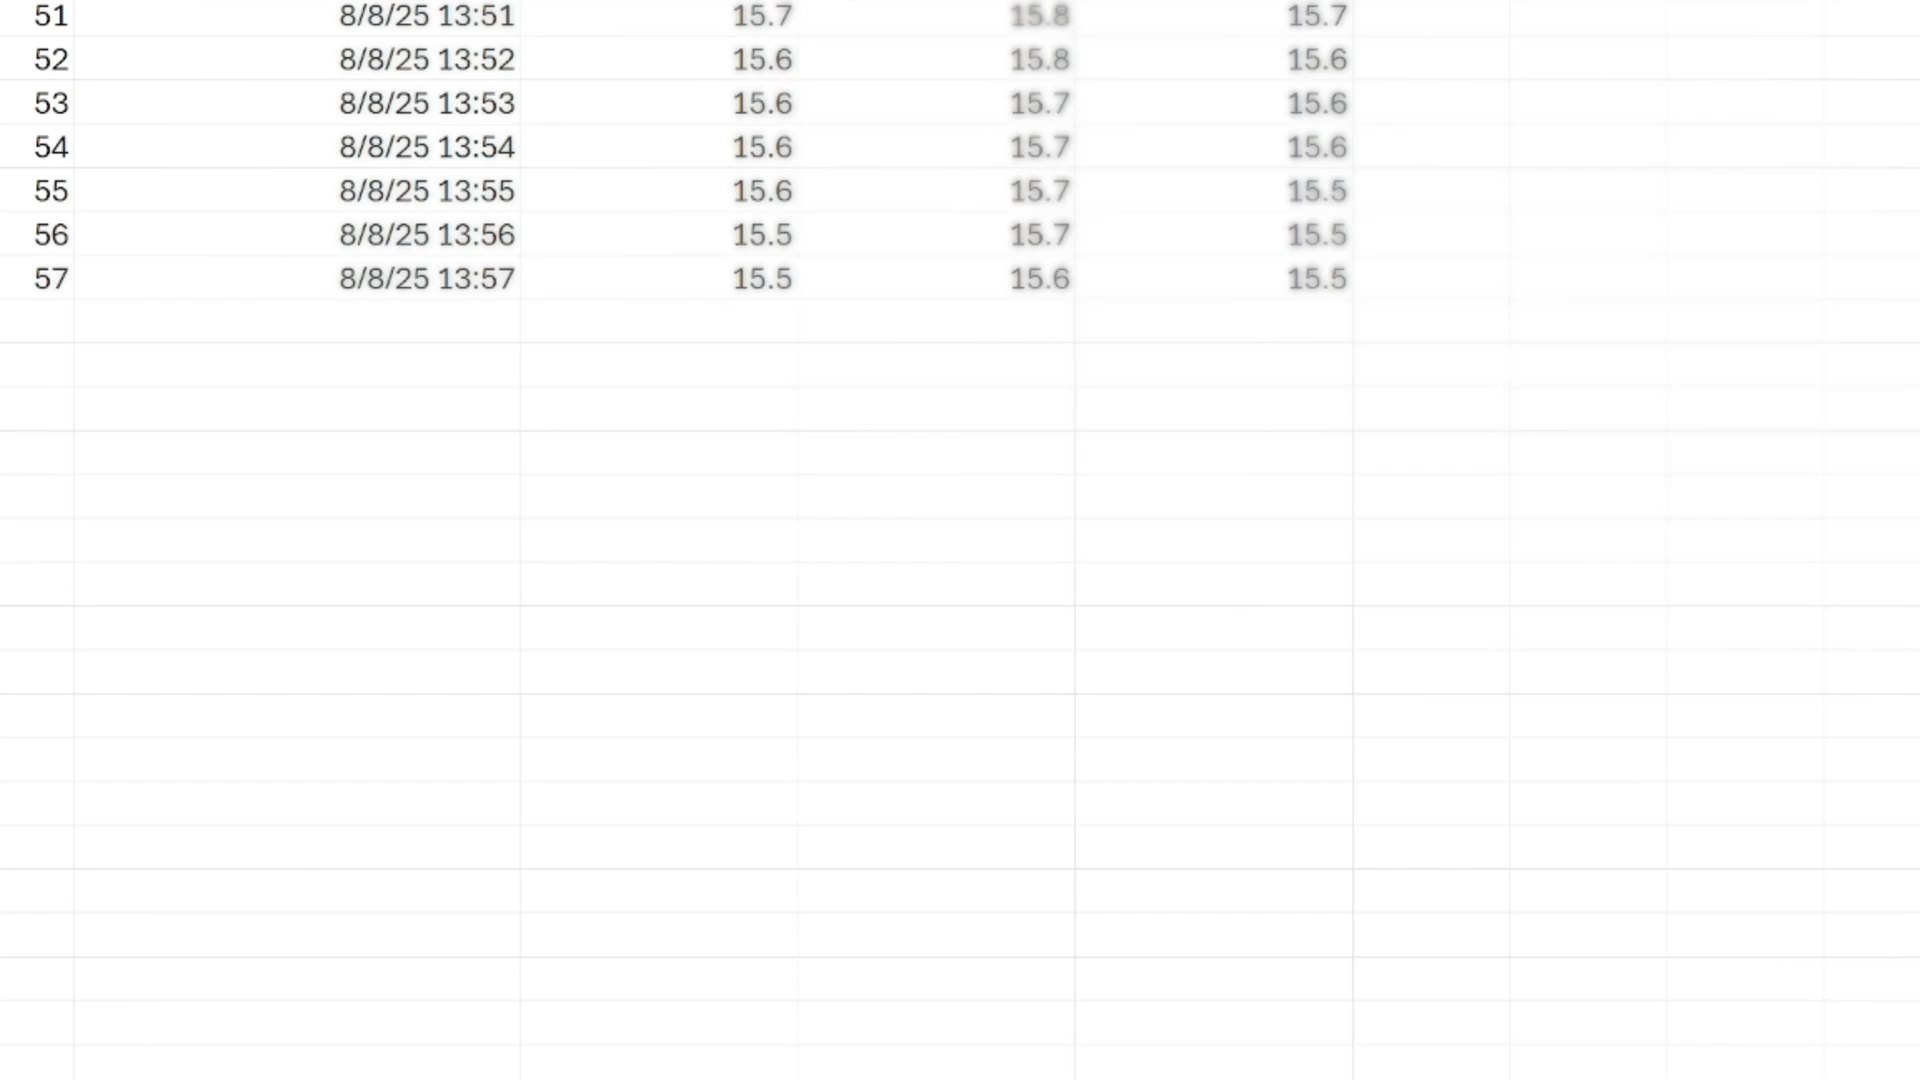 51 8/8/25 13:51 15.7 15.8 15.7
52 8/8/25 13:52 15.6 15.8 15.6
53 8/8/25 13:53 15.6 15.7 15.6
54 8/8/25 13:54 15.6 15.7 15.6
55 8/8/25 13:55 15.6 15.7 15.5
56 8/8/25 13:56 15.5 15.7 15.5
57 8/8/25 13:57 15.5 15.6 15.5